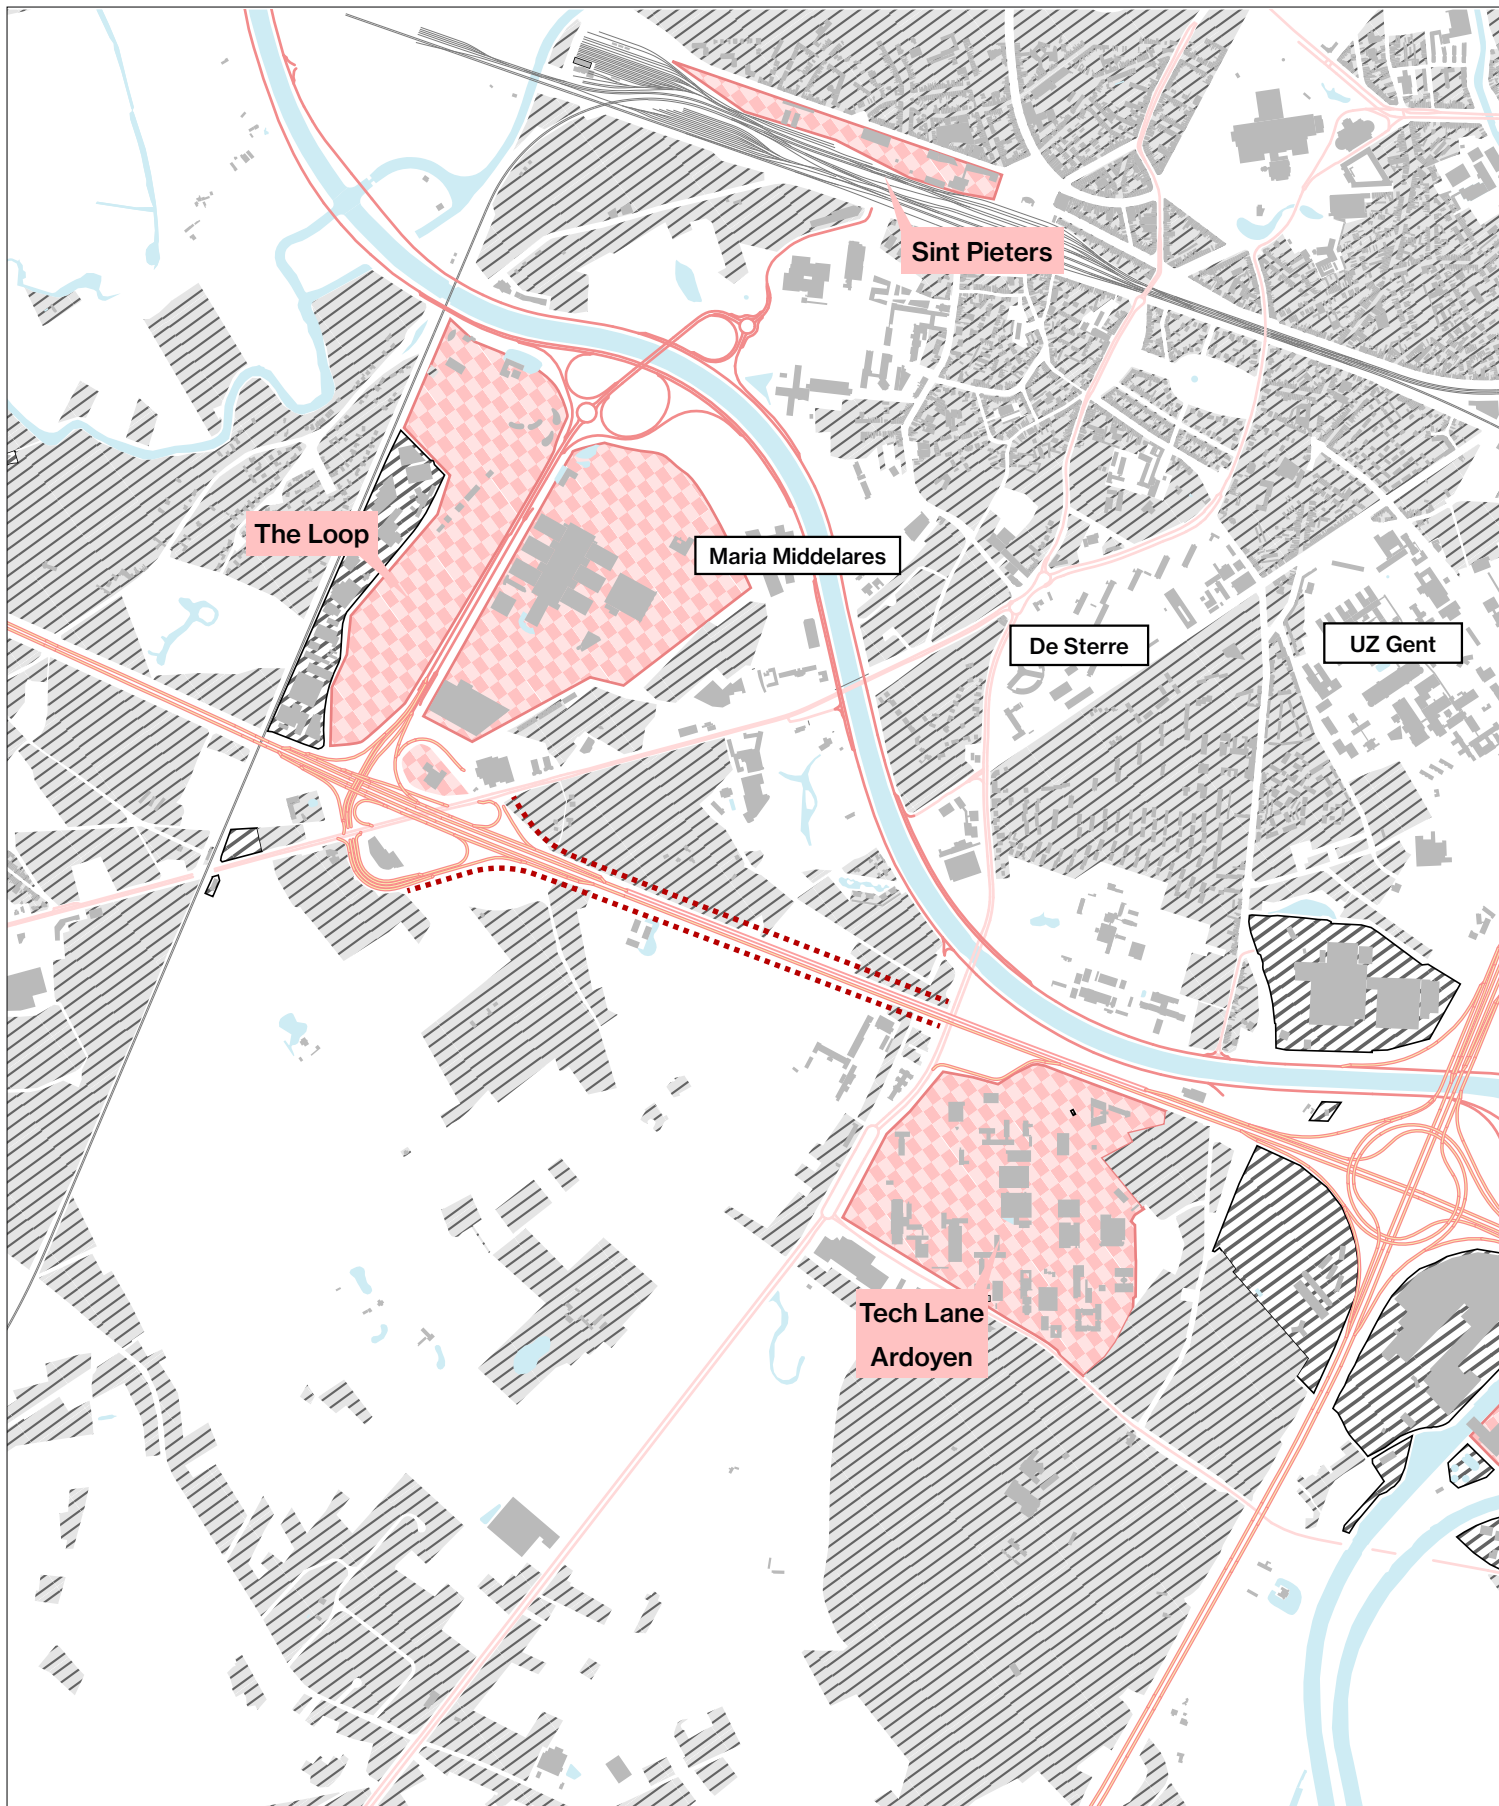 Sint Pieters
The Loop
Maria Middelares
De Sterre
UZ Gent
Tech Lane
Ardoyen